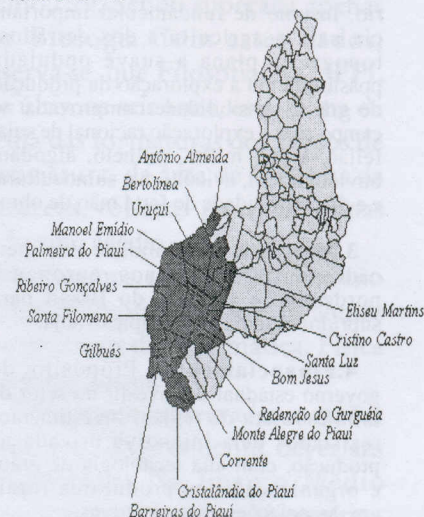 Antônio Almeida
Bertolínea
Uruçuí
Manoel Emídio
Palmeira do Piauí
Ribeiro Gonçalves
Santa Filomena
Gilbués
Eliseu Martins
Cristino Castro
Santa Luz
Bom Jesus
Redenção do Gurguéia
Monte Alegre do Piauí
Corrente
Cristalândia do Piauí
Barreiras do Piauí